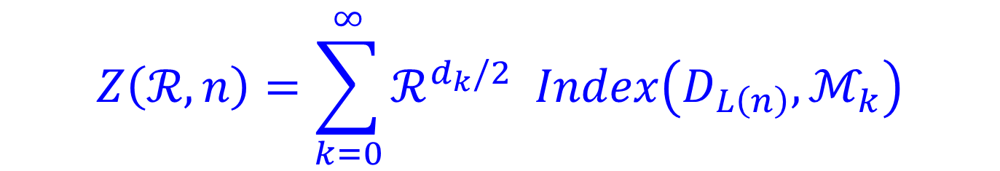 Z(ℛ, n) = ∑_{k=0}^{∞} ℛ^{d_k/2} Index(D_{L(n)}, ℳ_k)